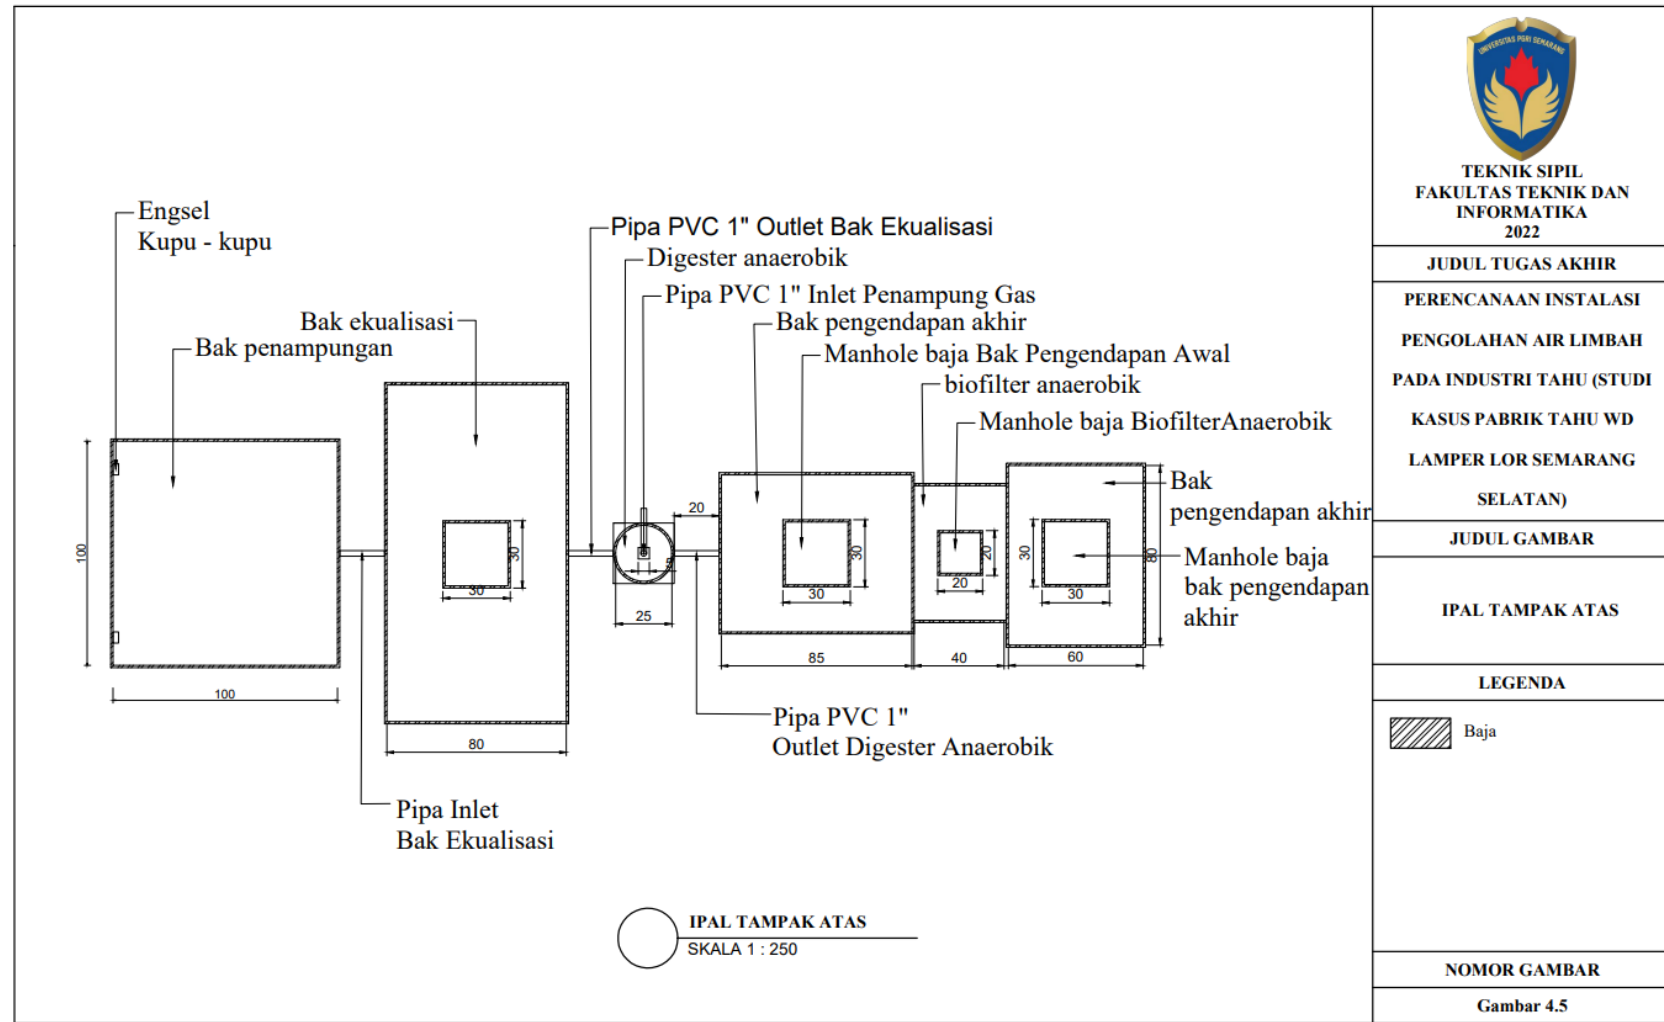 Engsel
Kupu - kupu
Pipa PVC 1" Outlet Bak Ekualisasi
Digester anaerobik
Pipa PVC 1" Inlet Penampung Gas
Bak ekualisasi
Bak pengendapan akhir
Bak penampungan
Manhole baja Bak Pengendapan Awal
biofilter anaerobik
Manhole baja BiofilterAnaerobik
Bak
pengendapan akhir
Manhole baja
bak pengendapan
akhir
100
100
30
30
80
25
20
30
30
85
20
20
40
30
30
80
60
Pipa PVC 1"
Outlet Digester Anaerobik
Pipa Inlet
Bak Ekualisasi
IPAL TAMPAK ATAS
SKALA 1 : 250
UNIVERSITAS PGRI SEMARANG
TEKNIK SIPIL
FAKULTAS TEKNIK DAN
INFORMATIKA
2022
JUDUL TUGAS AKHIR
PERENCANAAN INSTALASI
PENGOLAHAN AIR LIMBAH
PADA INDUSTRI TAHU (STUDI
KASUS PABRIK TAHU WD
LAMPER LOR SEMARANG
SELATAN)
JUDUL GAMBAR
IPAL TAMPAK ATAS
LEGENDA
Baja
NOMOR GAMBAR
Gambar 4.5